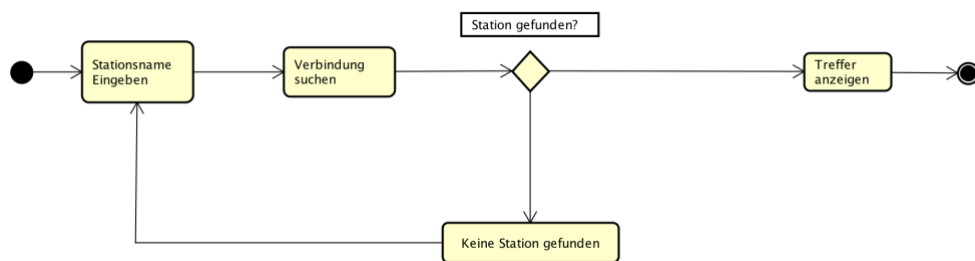 Station gefunden?
Stationsname
Eingeben
Verbindung
suchen
Treffer
anzeigen
Keine Station gefunden